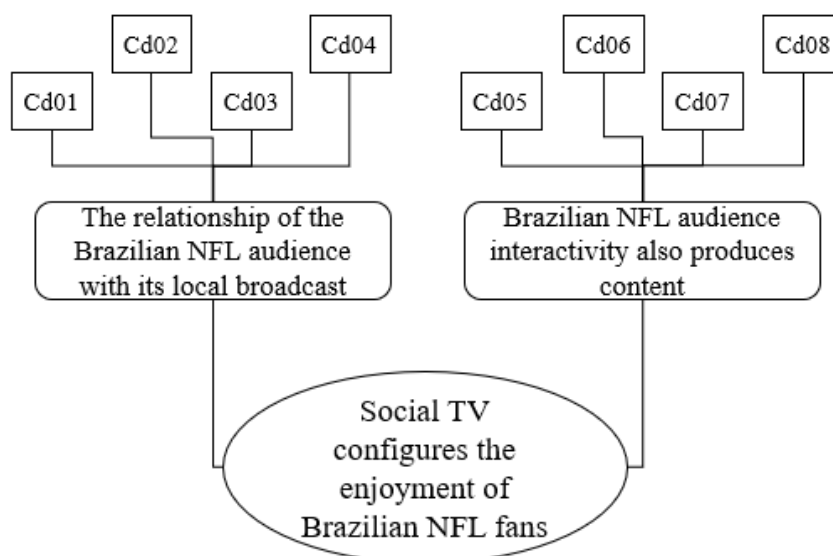 Cd02
Cd04
Cd01
Cd03
Cd06
Cd08
Cd05
Cd07
The relationship of the
Brazilian NFL audience
with its local broadcast
Brazilian NFL audience
interactivity also produces
content
Social TV
configures the
enjoyment of
Brazilian NFL fans